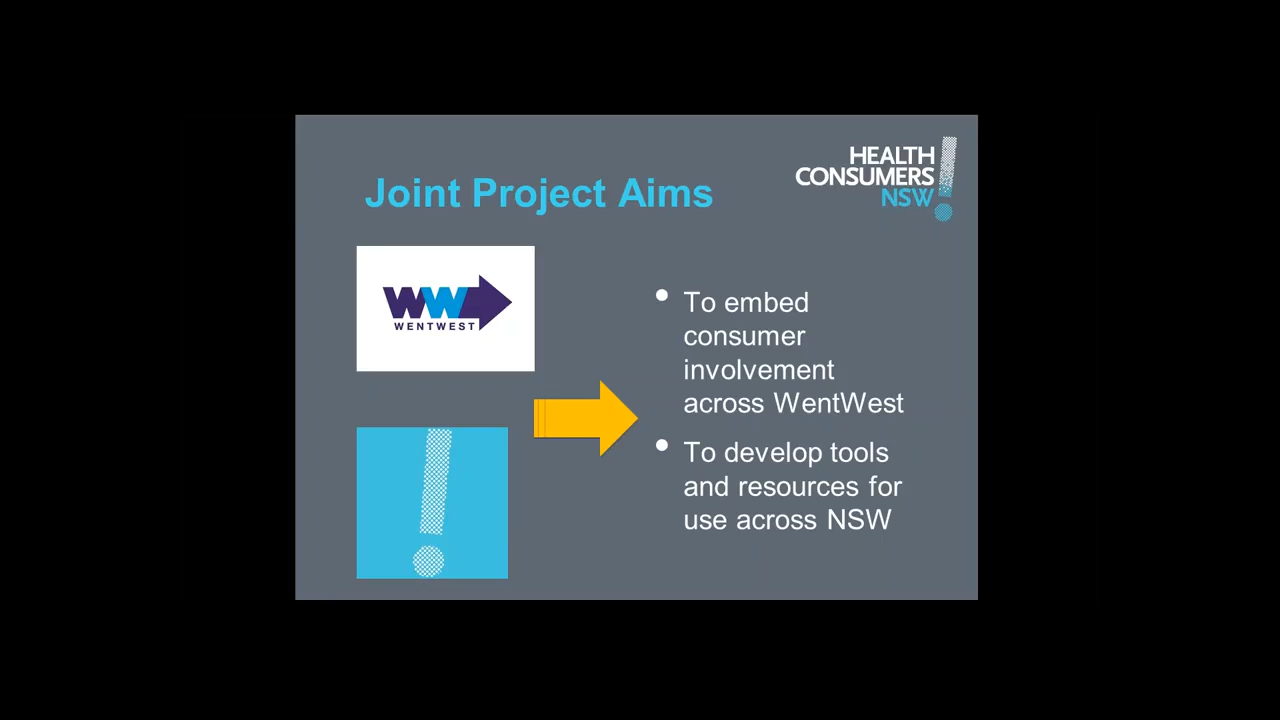 HEALTH
CONSUMERS
NSW
Joint Project Aims
WW
WENTWEST
• To embed
consumer
involvement
across WentWest
• To develop tools
and resources for
use across NSW